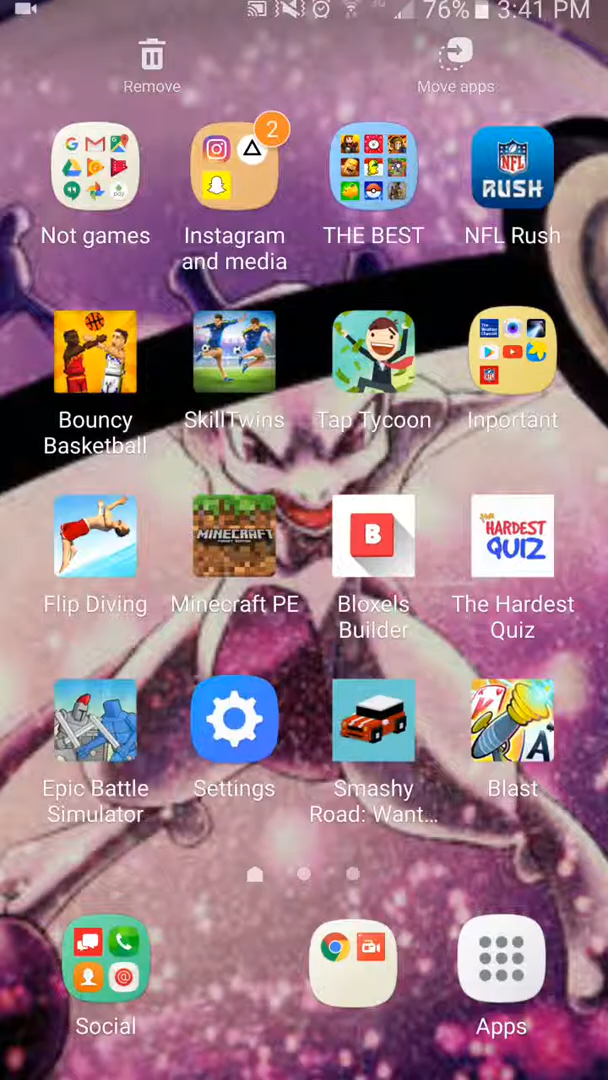 76% 3:41 PM
Remove
Move apps
2
NFL
RUSH
Not games
Instagram
and media
THE BEST
NFL Rush
Bouncy
Basketball
SkillTwins
Tap Tycoon
Inportant
MINECRAFT
B
HARDEST
QUIZ
Flip Diving
Minecraft PE
Bloxels
Builder
The Hardest
Quiz
A
Epic Battle
Simulator
Settings
Smashy
Road: Want...
Blast
Social
Apps